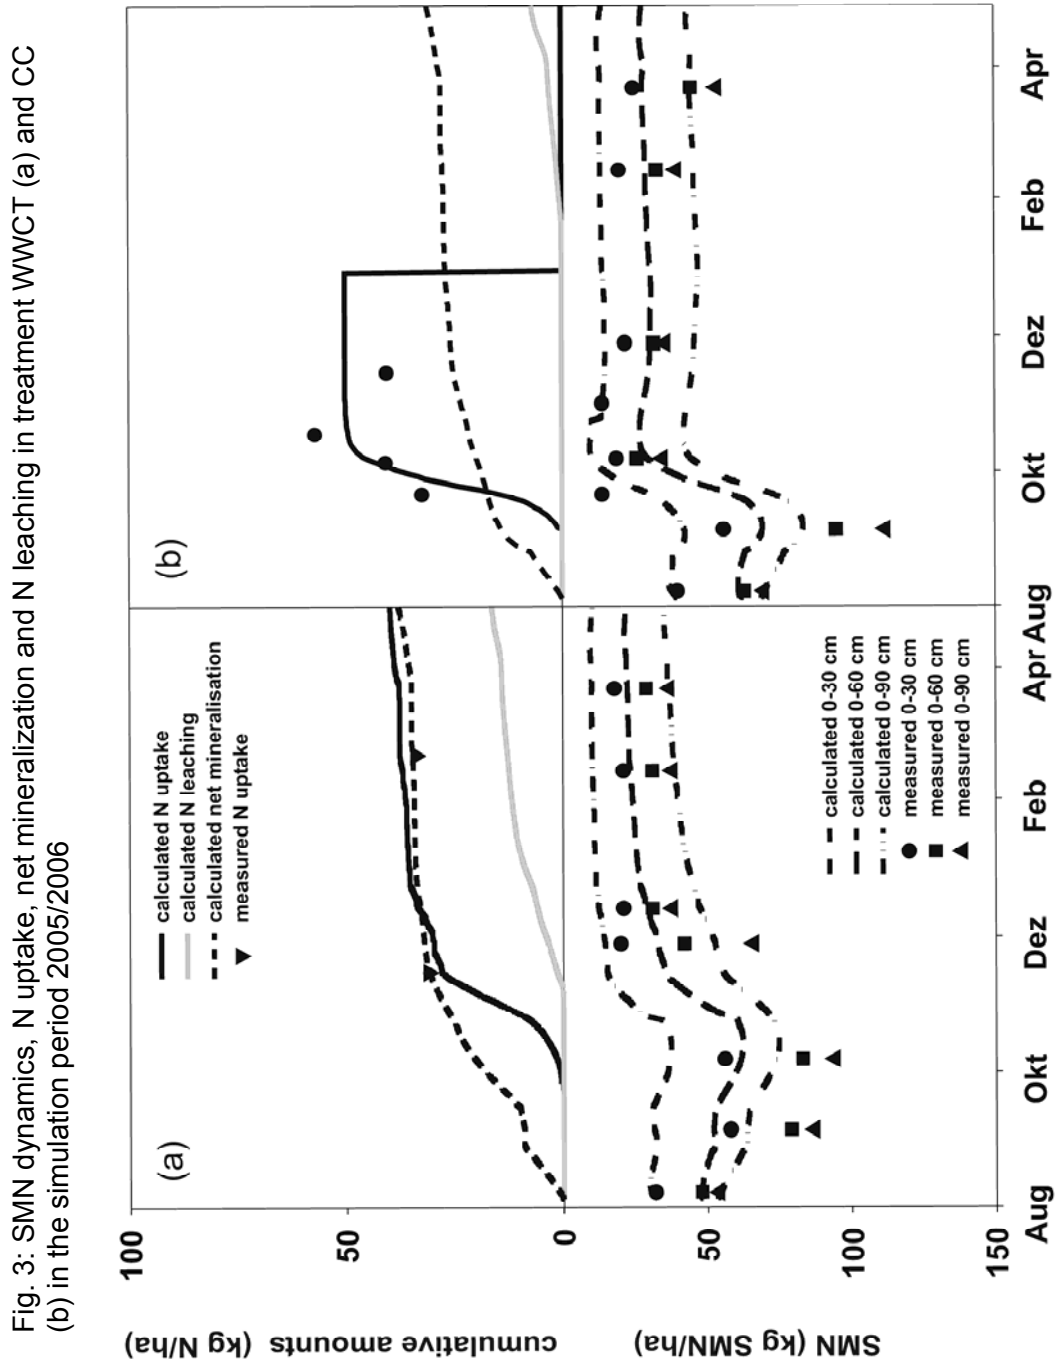 Fig. 3: SMN dynamics, N uptake, net mineralization and N leaching in treatment WWCT (a) and CC
(b) in the simulation period 2005/2006
cumulative amounts (kg N/ha)
SMN (kg SMN/ha)
100
50
0
50
100
150
(a)
calculated N uptake
calculated N leaching
calculated net mineralisation
measured N uptake
(b)
calculated 0-30 cm
calculated 0-60 cm
calculated 0-90 cm
measured 0-30 cm
measured 0-60 cm
measured 0-90 cm
Aug Okt Dez Feb Apr Aug Okt Dez Feb Apr